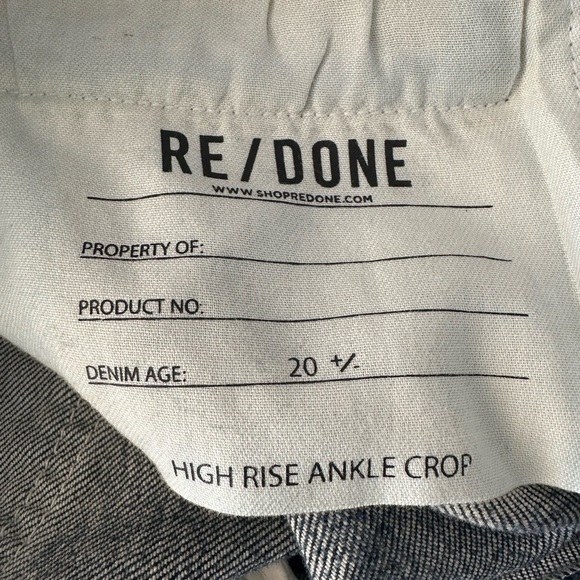 RE/DONE
WWW.SHOPREDONE.COM
PROPERTY OF:
PRODUCT NO.
DENIM AGE: 20 +/-
HIGH RISE ANKLE CROP